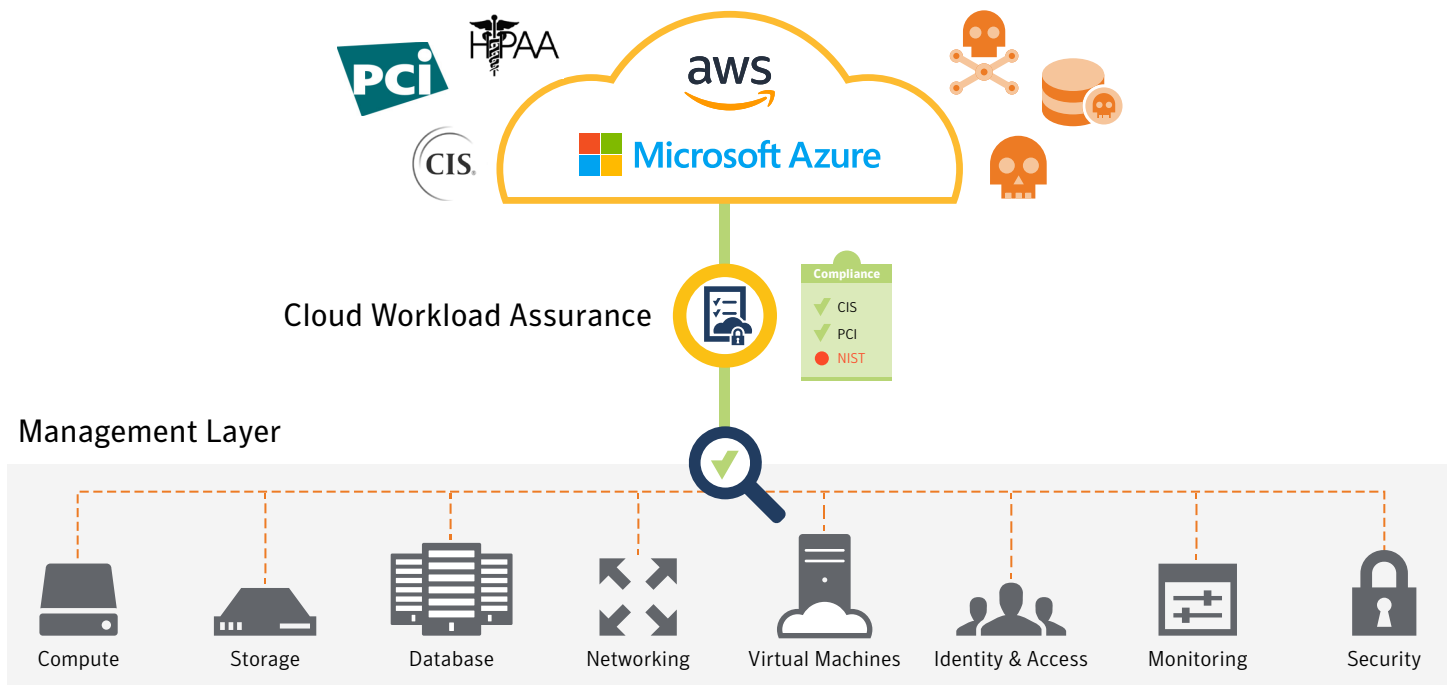 HIPAA
PCi
CIS.
aws
Microsoft Azure
Cloud Workload Assurance
Compliance
CIS
PCI
NIST
Management Layer
Compute
Storage
Database
Networking
Virtual Machines
Identity & Access
Monitoring
Security